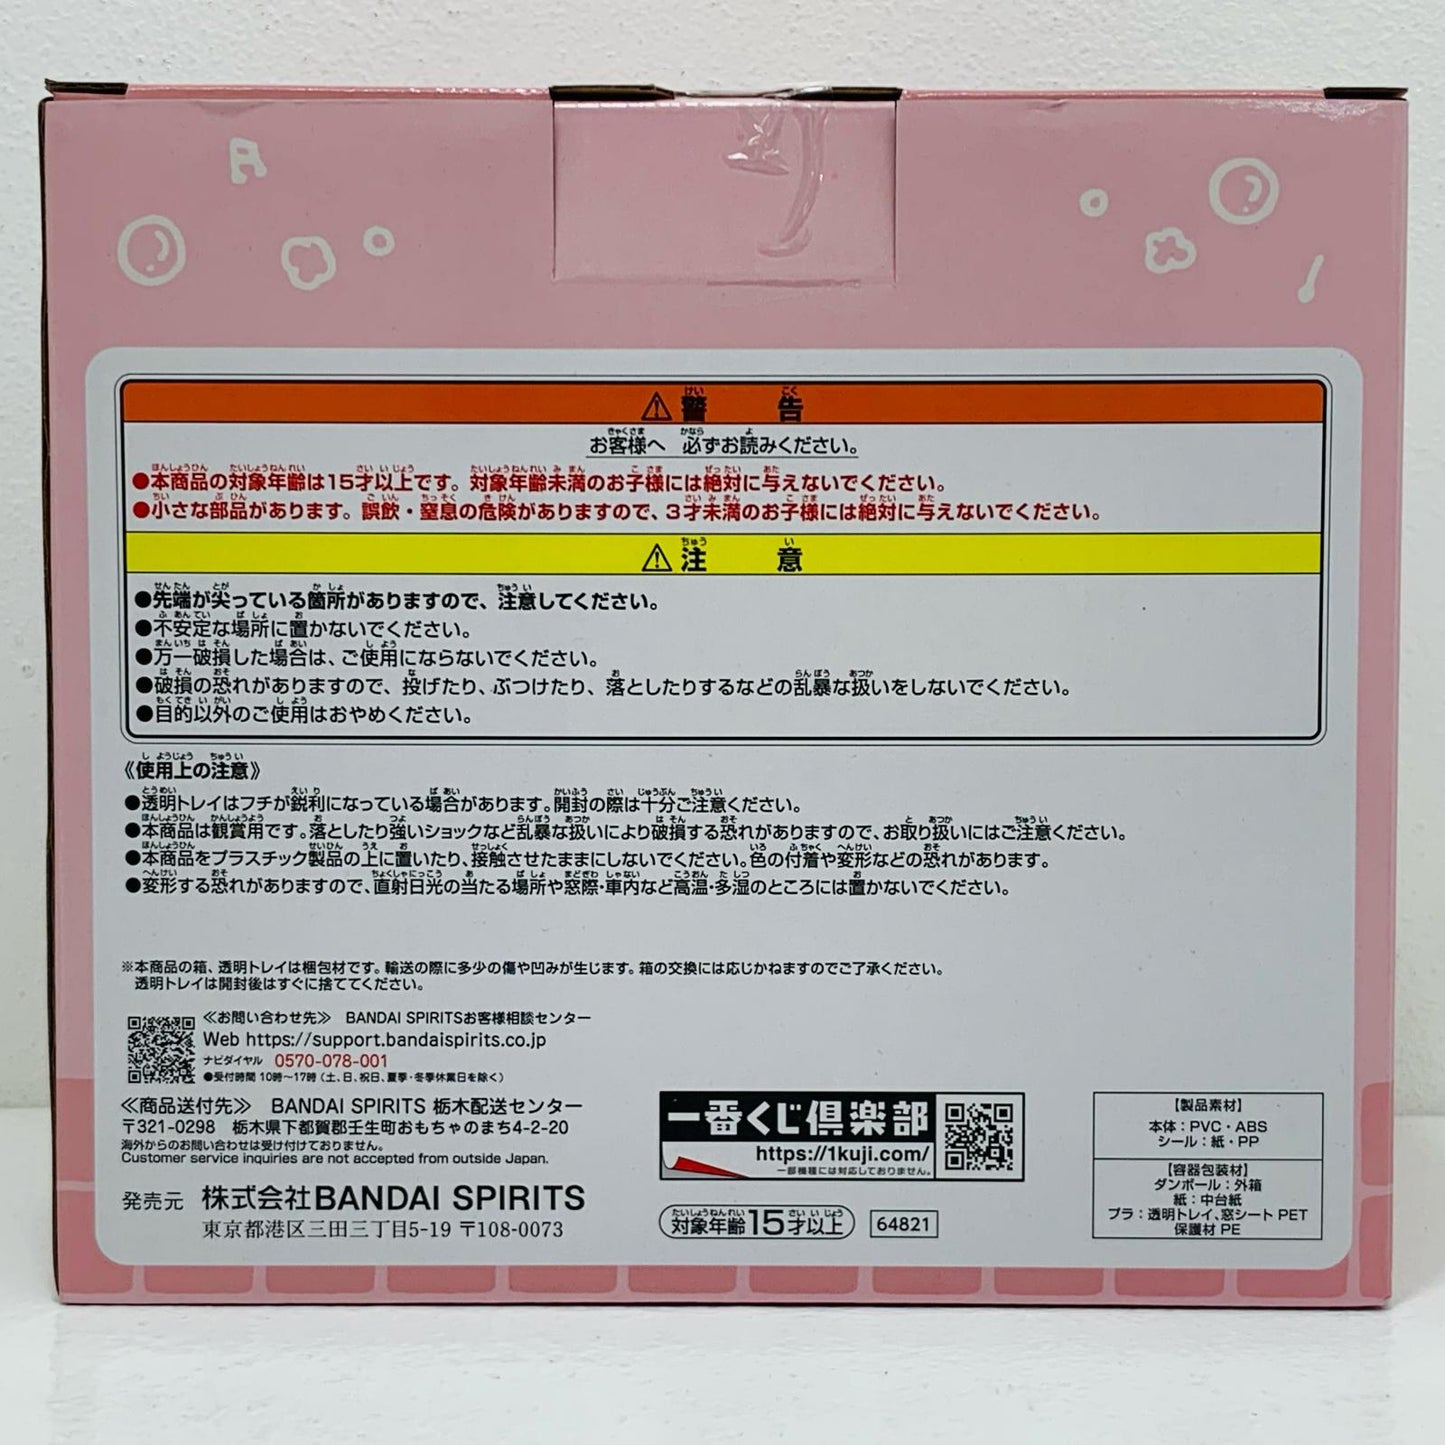 警告
お客様へ 必ずお読みください。
●本商品の対象年齢は15才以上です。対象年齢未満のお子様には絶対に与えないでください。
●小さな部品があります。誤飲・窒息の危険がありますので、3才未満のお子様には絶対に与えないでください。
注意
●先端が尖っている箇所がありますので、注意してください。
●不安定な場所に置かないでください。
●万一破損した場合は、ご使用にならないでください。
●破損の恐れがありますので、投げたり、ぶつけたり、落としたりするなどの乱暴な扱いをしないでください。
●目的以外のご使用はおやめください。
《使用上の注意》
●透明トレイはフチが鋭利になっている場合があります。開封の際は十分ご注意ください。
●本商品は観賞用です。落としたり強いショックなど乱暴な扱いにより破損する恐れがありますので、お取り扱いにはご注意ください。
●本商品をプラスチック製品の上に置いたり、接触させたままにしないでください。色の付着や変形などの恐れがあります。
●変形する恐れがありますので、直射日光の当たる場所や窓際・車内など高温・多湿のところには置かないでください。
※本商品の箱、透明トレイは梱包材です。輸送の際に多少の傷や凹みが生じます。箱の交換には応じかねますのでご了承ください。
透明トレイは開封後はすぐに捨ててください。
≪お問い合わせ先≫ BANDAI SPIRITSお客様相談センター
Web https://support.bandaispirits.co.jp
ナビダイヤル 0570-078-001
●受付時間 10時〜17時（土、日、祝日、夏季・冬季休業日を除く）
≪商品送付先≫ BANDAI SPIRITS 栃木配送センター
〒321-0298 栃木県下都賀郡壬生町おもちゃのまち4-2-20
海外からのお問い合わせは受け付けておりません。
Customer service inquiries are not accepted from outside Japan.
発売元 株式会社BANDAI SPIRITS
東京都港区三田三丁目5-19 〒108-0073
一番くじ倶楽部
https://1kuji.com/
一部機種には対応しておりません。
対象年齢15才以上
64821
【製品素材】
本体：PVC・ABS
シール：紙・PP
【容器包装材】
ダンボール：外箱
紙：中台紙
プラ：透明トレイ、窓シート PET
保護材 PE